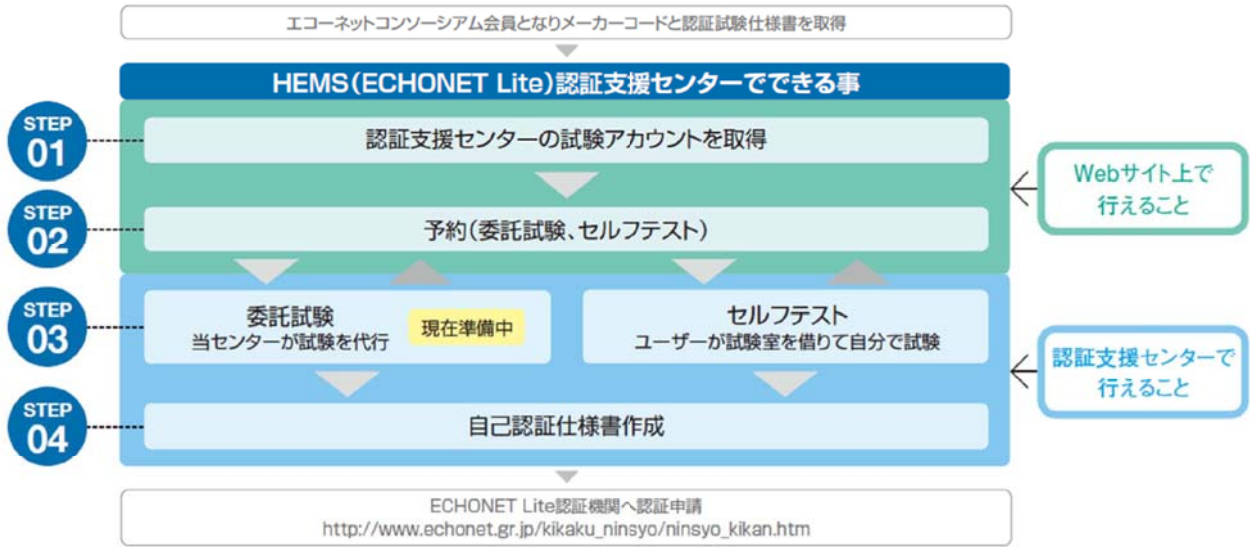 エコーネットコンソーシアム会員となりメーカーコードと認証試験仕様書を取得
HEMS(ECHONET Lite)認証支援センターでできる事
STEP
01
認証支援センターの試験アカウントを取得
Webサイト上で
行えること
STEP
02
予約(委託試験、セルフテスト)
STEP
03
委託試験
当センターが試験を代行
現在準備中
セルフテスト
ユーザーが試験室を借りて自分で試験
認証支援センターで
行えること
STEP
04
自己認証仕様書作成
ECHONET Lite認証機関へ認証申請
http://www.echonet.gr.jp/kikaku_ninsyo/ninsyo_kikan.htm